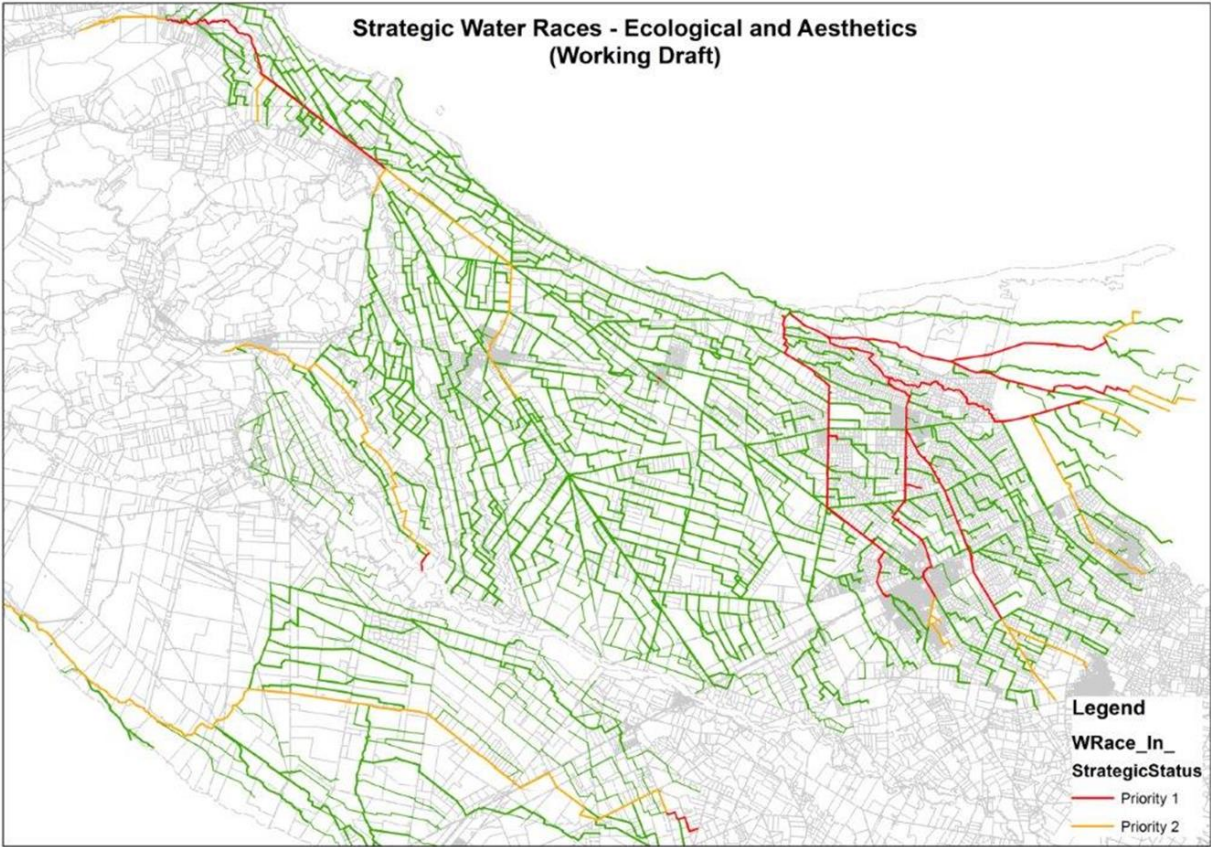 Strategic Water Races - Ecological and Aesthetics
(Working Draft)
Legend
WRace_In_
StrategicStatus
Priority 1
Priority 2